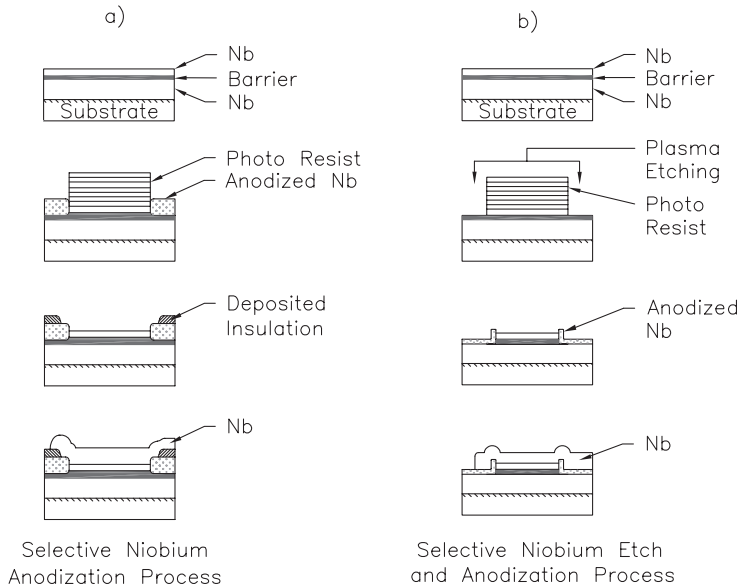 a)
Nb
Barrier
Nb
Substrate
Photo Resist
Anodized Nb
Deposited
Insulation
Nb
Selective Niobium
Anodization Process
b)
Nb
Barrier
Nb
Substrate
Plasma
Etching
Photo
Resist
Anodized
Nb
Nb
Selective Niobium Etch
and Anodization Process